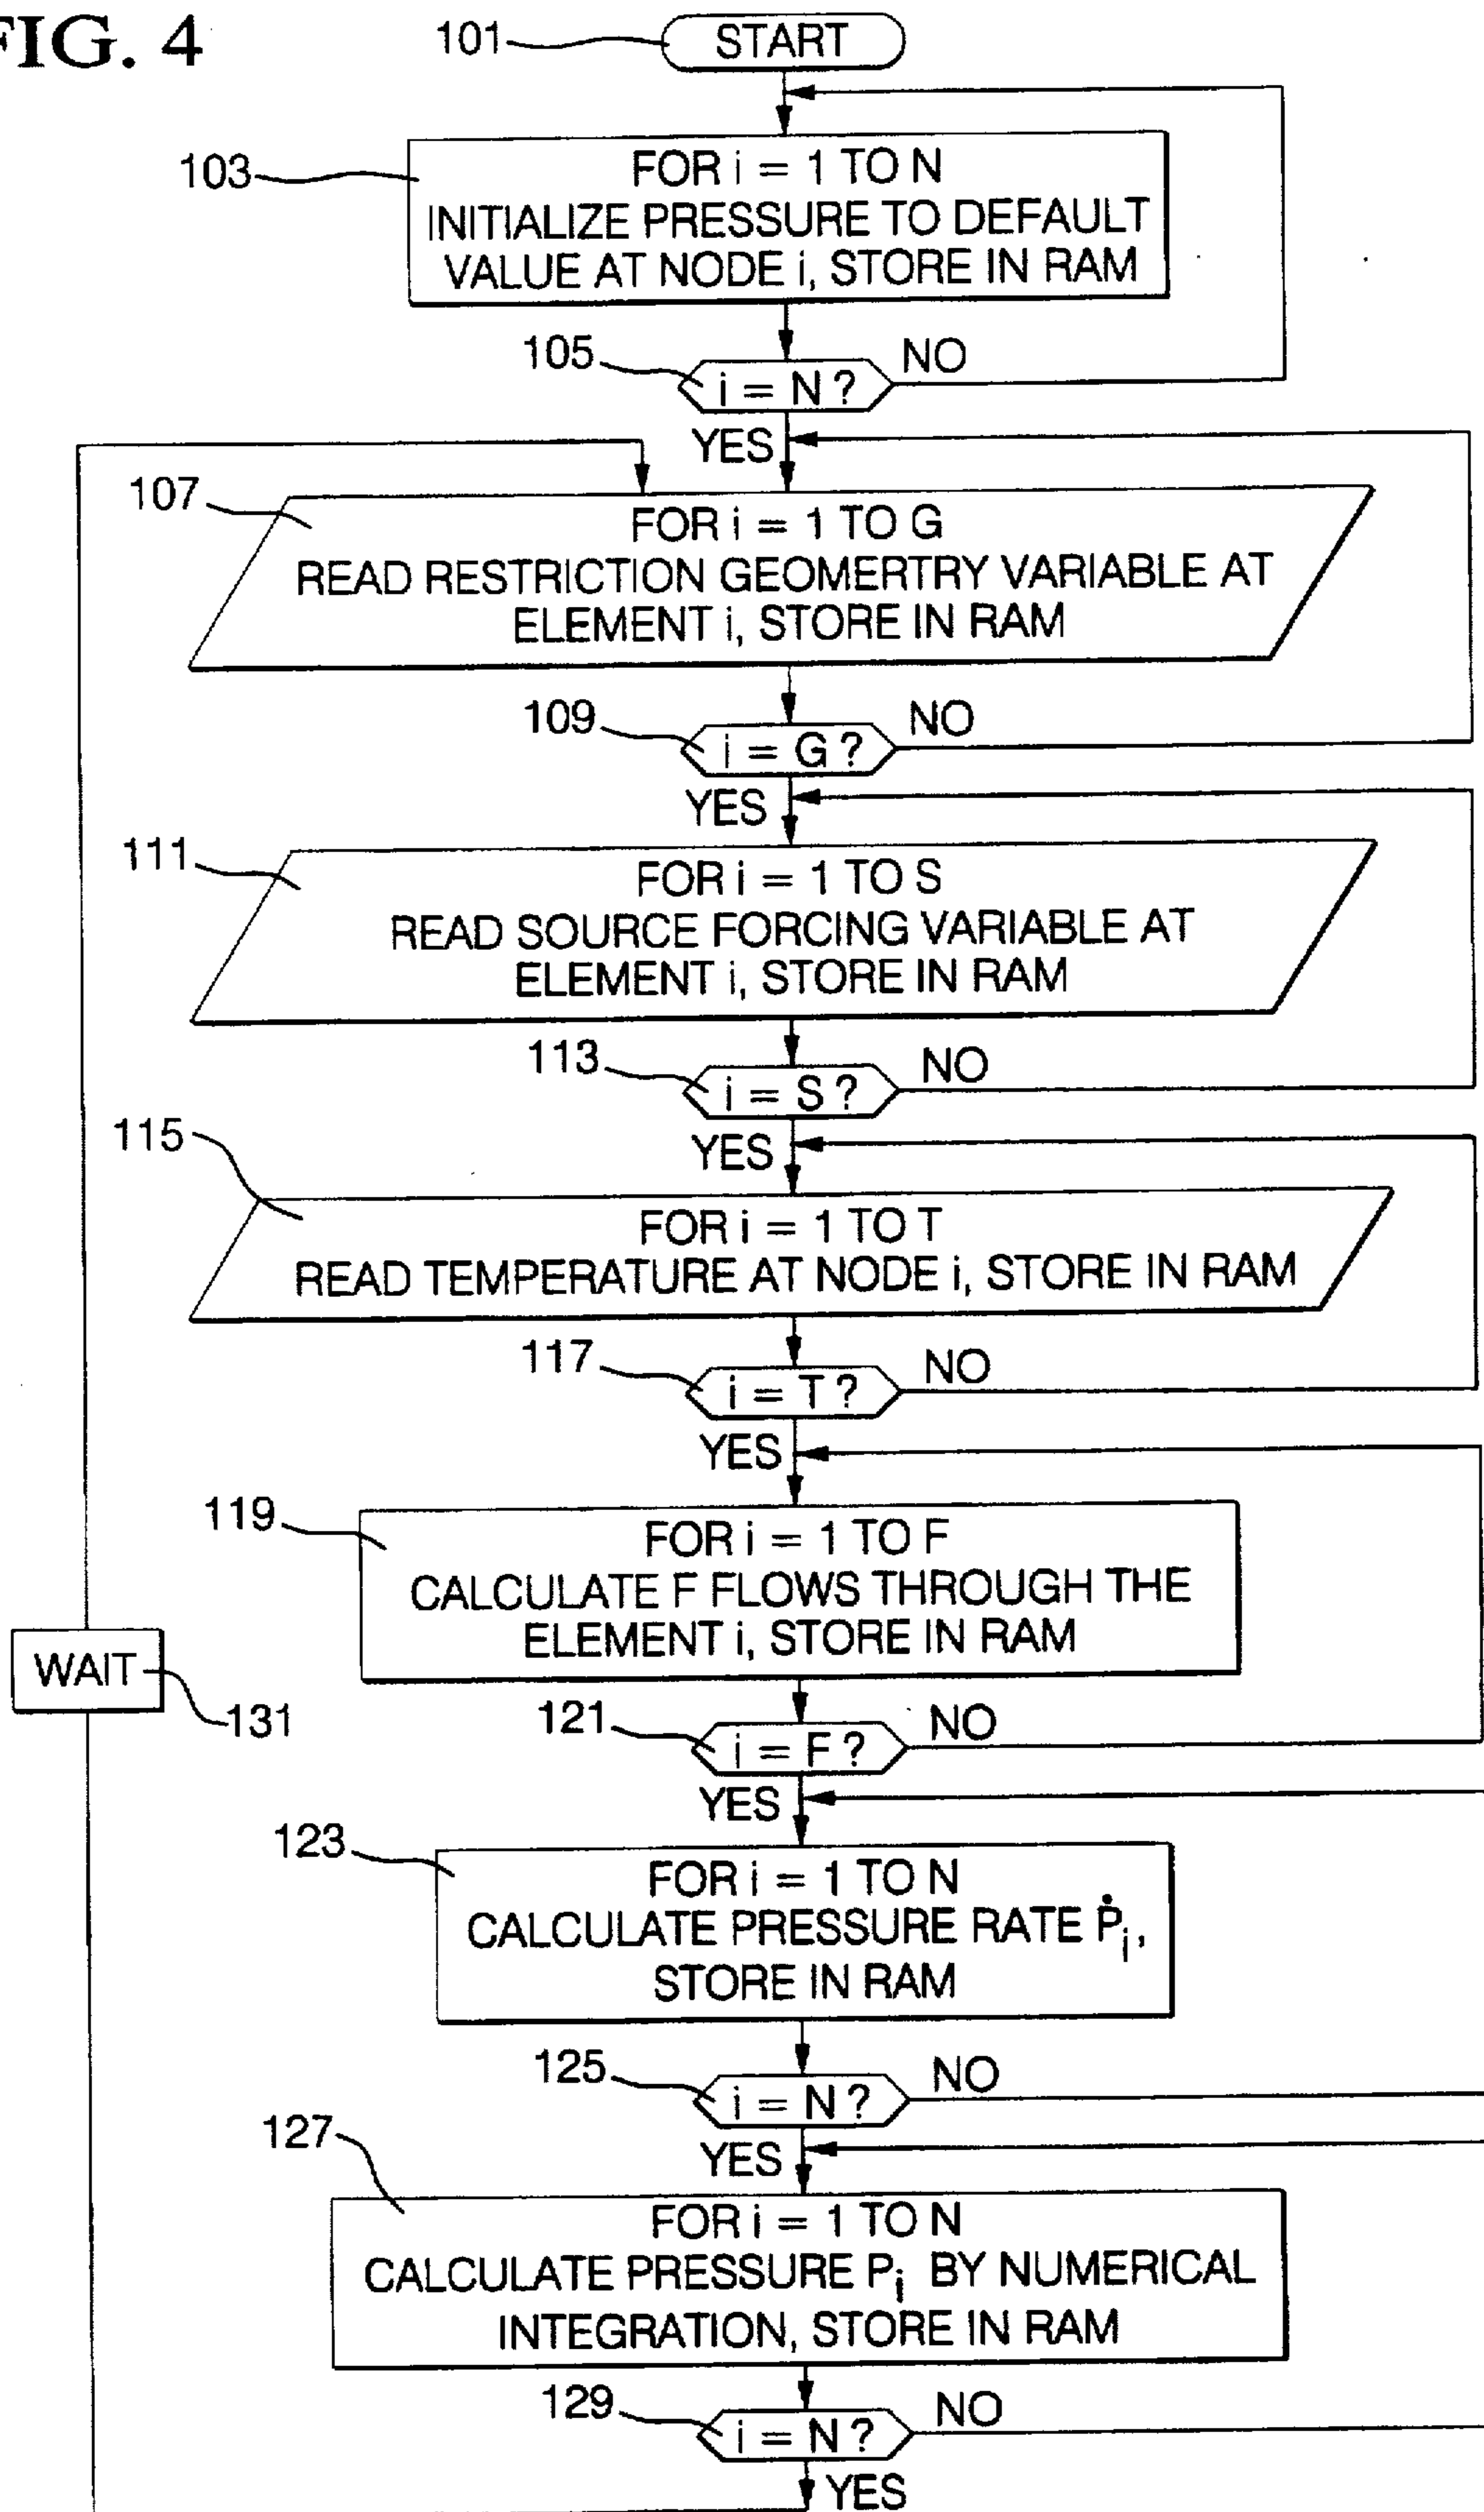 FIG. 4
101
START
103
FOR i = 1 TO N
INITIALIZE PRESSURE TO DEFAULT
VALUE AT NODE i, STORE IN RAM
105
i = N ?
NO
YES
107
FOR i = 1 TO G
READ RESTRICTION GEOMERTRY VARIABLE AT
ELEMENT i, STORE IN RAM
109
i = G ?
NO
YES
111
FOR i = 1 TO S
READ SOURCE FORCING VARIABLE AT
ELEMENT i, STORE IN RAM
113
i = S ?
NO
YES
115
FOR i = 1 TO T
READ TEMPERATURE AT NODE i, STORE IN RAM
117
i = T ?
NO
YES
119
FOR i = 1 TO F
CALCULATE F FLOWS THROUGH THE
ELEMENT i, STORE IN RAM
WAIT
131
121
i = F ?
NO
YES
123
FOR i = 1 TO N
CALCULATE PRESSURE RATE Ṗi,
STORE IN RAM
125
i = N ?
NO
YES
127
FOR i = 1 TO N
CALCULATE PRESSURE Pi BY NUMERICAL
INTEGRATION, STORE IN RAM
129
i = N ?
NO
YES